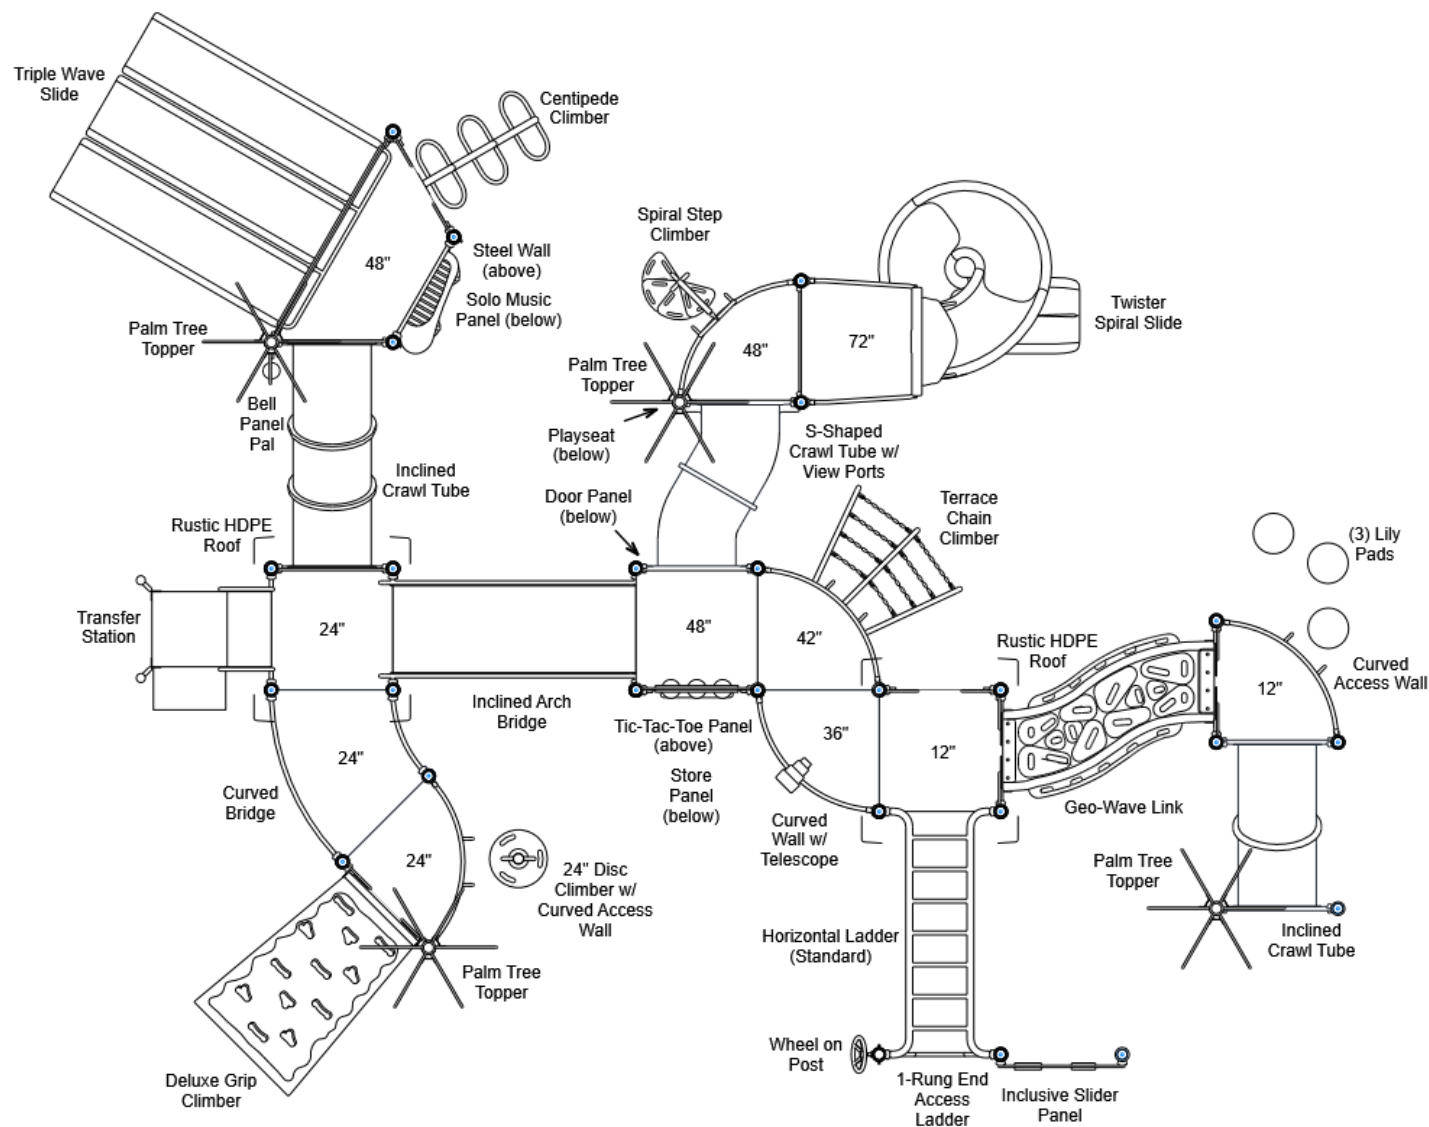 Triple Wave
Slide
Centipede
Climber
48"
Steel Wall
(above)
Solo Music
Panel (below)
Palm Tree
Topper
Bell
Panel
Pal
Inclined
Crawl Tube
Spiral Step
Climber
48"
72"
Twister
Spiral Slide
Palm Tree
Topper
Playseat
(below)
S-Shaped
Crawl Tube w/
View Ports
Door Panel
(below)
Terrace
Chain
Climber
(3) Lily
Pads
Rustic HDPE
Roof
Transfer
Station
24"
48"
42"
Rustic HDPE
Roof
Curved
Access Wall
12"
Inclined Arch
Bridge
Tic-Tac-Toe Panel
(above)
Store
Panel
(below)
36"
12"
24"
Curved
Bridge
Curved
Wall w/
Telescope
Geo-Wave Link
24"
24" Disc
Climber w/
Curved Access
Wall
Palm Tree
Topper
Horizontal Ladder
(Standard)
Inclined
Crawl Tube
Palm Tree
Topper
Deluxe Grip
Climber
Wheel on
Post
1-Rung End
Access
Ladder
Inclusive Slider
Panel